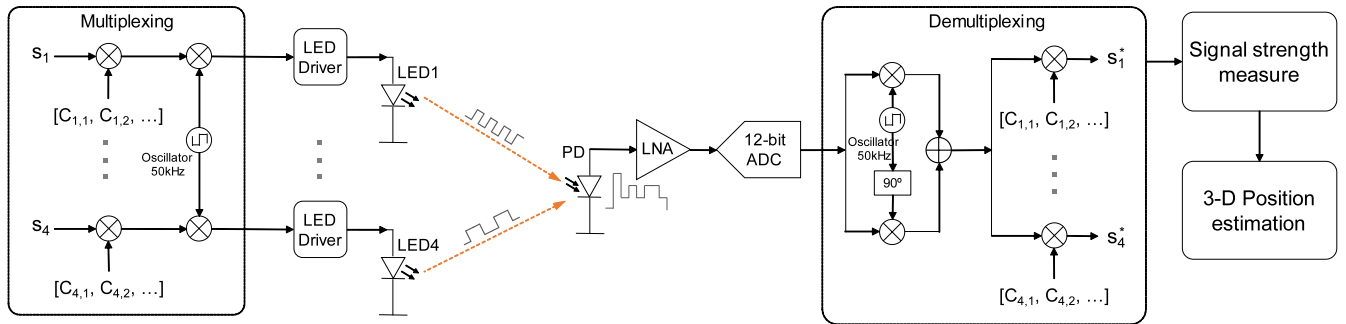 Multiplexing
s1
[C1,1, C1,2, …]
Oscillator
50kHz
s4
[C4,1, C4,2, …]
LED
Driver
LED1
LED
Driver
LED4
PD
LNA
12-bit
ADC
Demultiplexing
Oscillator
50kHz
90º
s1*
[C1,1, C1,2, …]
s4*
[C4,1, C4,2, …]
Signal strength
measure
3-D Position
estimation